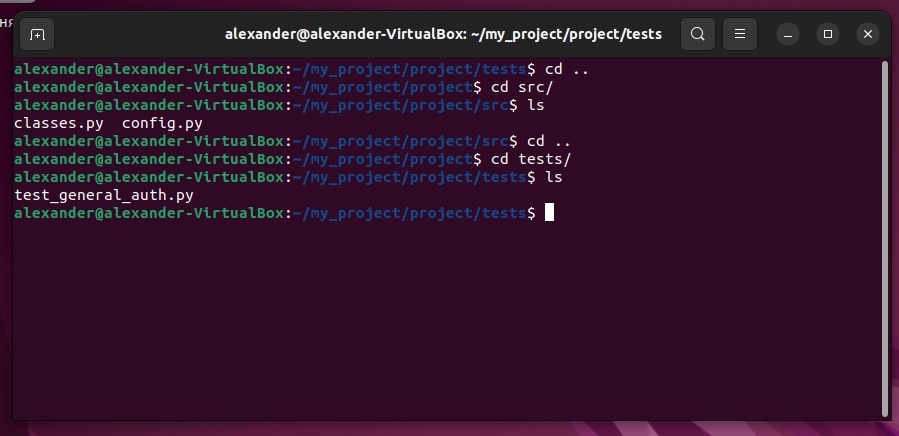 ня
alexander@alexander-VirtualBox: ~/my_project/project/tests
alexander@alexander-VirtualBox:~/my_project/project/tests$ cd ..
alexander@alexander-VirtualBox:~/my_project/project$ cd src/
alexander@alexander-VirtualBox:~/my_project/project/src$ ls
classes.py  config.py
alexander@alexander-VirtualBox:~/my_project/project/src$ cd ..
alexander@alexander-VirtualBox:~/my_project/project$ cd tests/
alexander@alexander-VirtualBox:~/my_project/project/tests$ ls
test_general_auth.py
alexander@alexander-VirtualBox:~/my_project/project/tests$